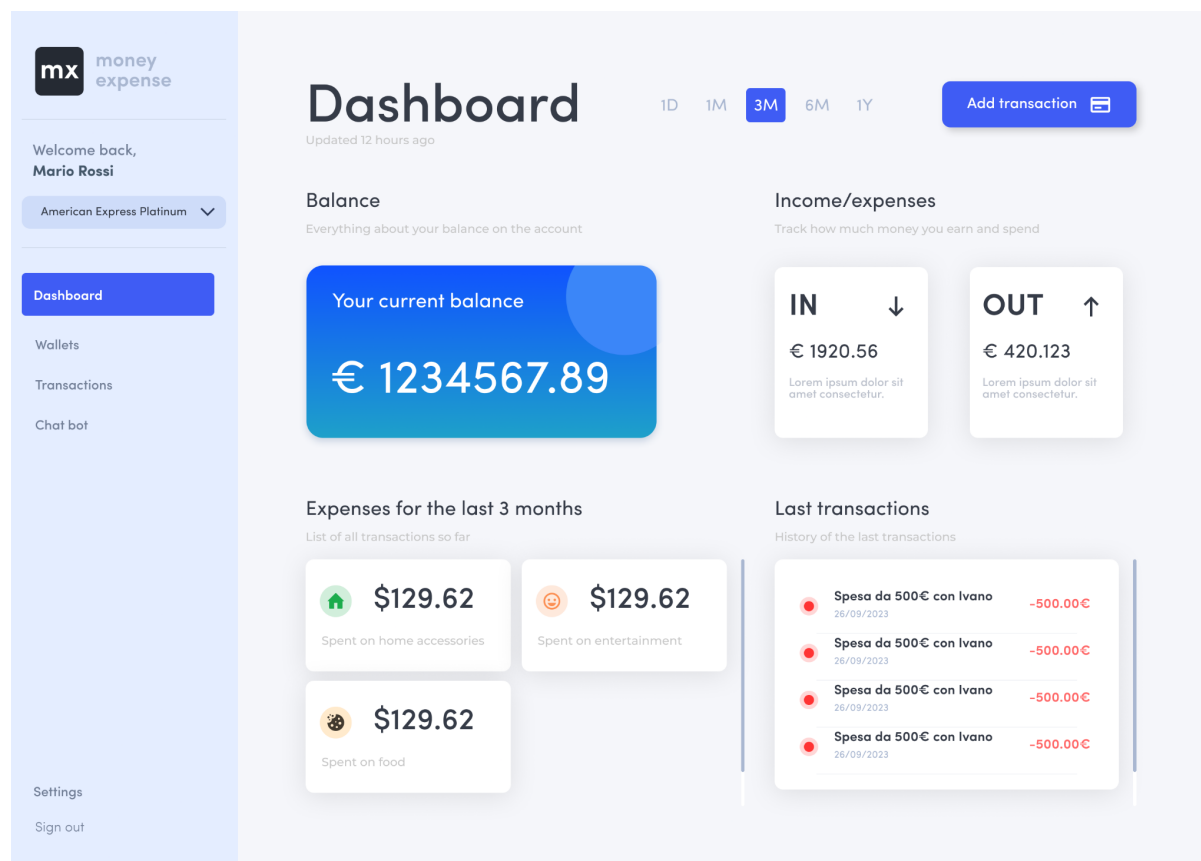 mx
money
expense
Welcome back,
Mario Rossi
American Express Platinum
Dashboard
Wallets
Transactions
Chat bot
Settings
Sign out
Dashboard
Updated 12 hours ago
1D 1M 3M 6M 1Y
Add transaction
Balance
Everything about your balance on the account
Your current balance
€ 1234567.89
Income/expenses
Track how much money you earn and spend
IN
€ 1920.56
Lorem ipsum dolor sit
amet consectetur.
OUT
€ 420.123
Lorem ipsum dolor sit
amet consectetur.
Expenses for the last 3 months
List of all transactions so far
$129.62
Spent on home accessories
$129.62
Spent on entertainment
$129.62
Spent on food
Last transactions
History of the last transactions
Spesa da 500€ con Ivano
26/09/2023
-500.00€
Spesa da 500€ con Ivano
26/09/2023
-500.00€
Spesa da 500€ con Ivano
26/09/2023
-500.00€
Spesa da 500€ con Ivano
26/09/2023
-500.00€